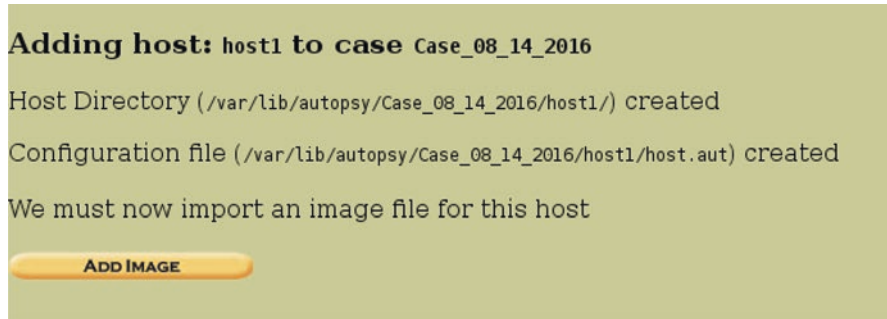 Adding host: host1 to case Case_08_14_2016
Host Directory (/var/lib/autopsy/Case_08_14_2016/host1/) created
Configuration file (/var/lib/autopsy/Case_08_14_2016/host1/host.aut) created
We must now import an image file for this host
ADD IMAGE